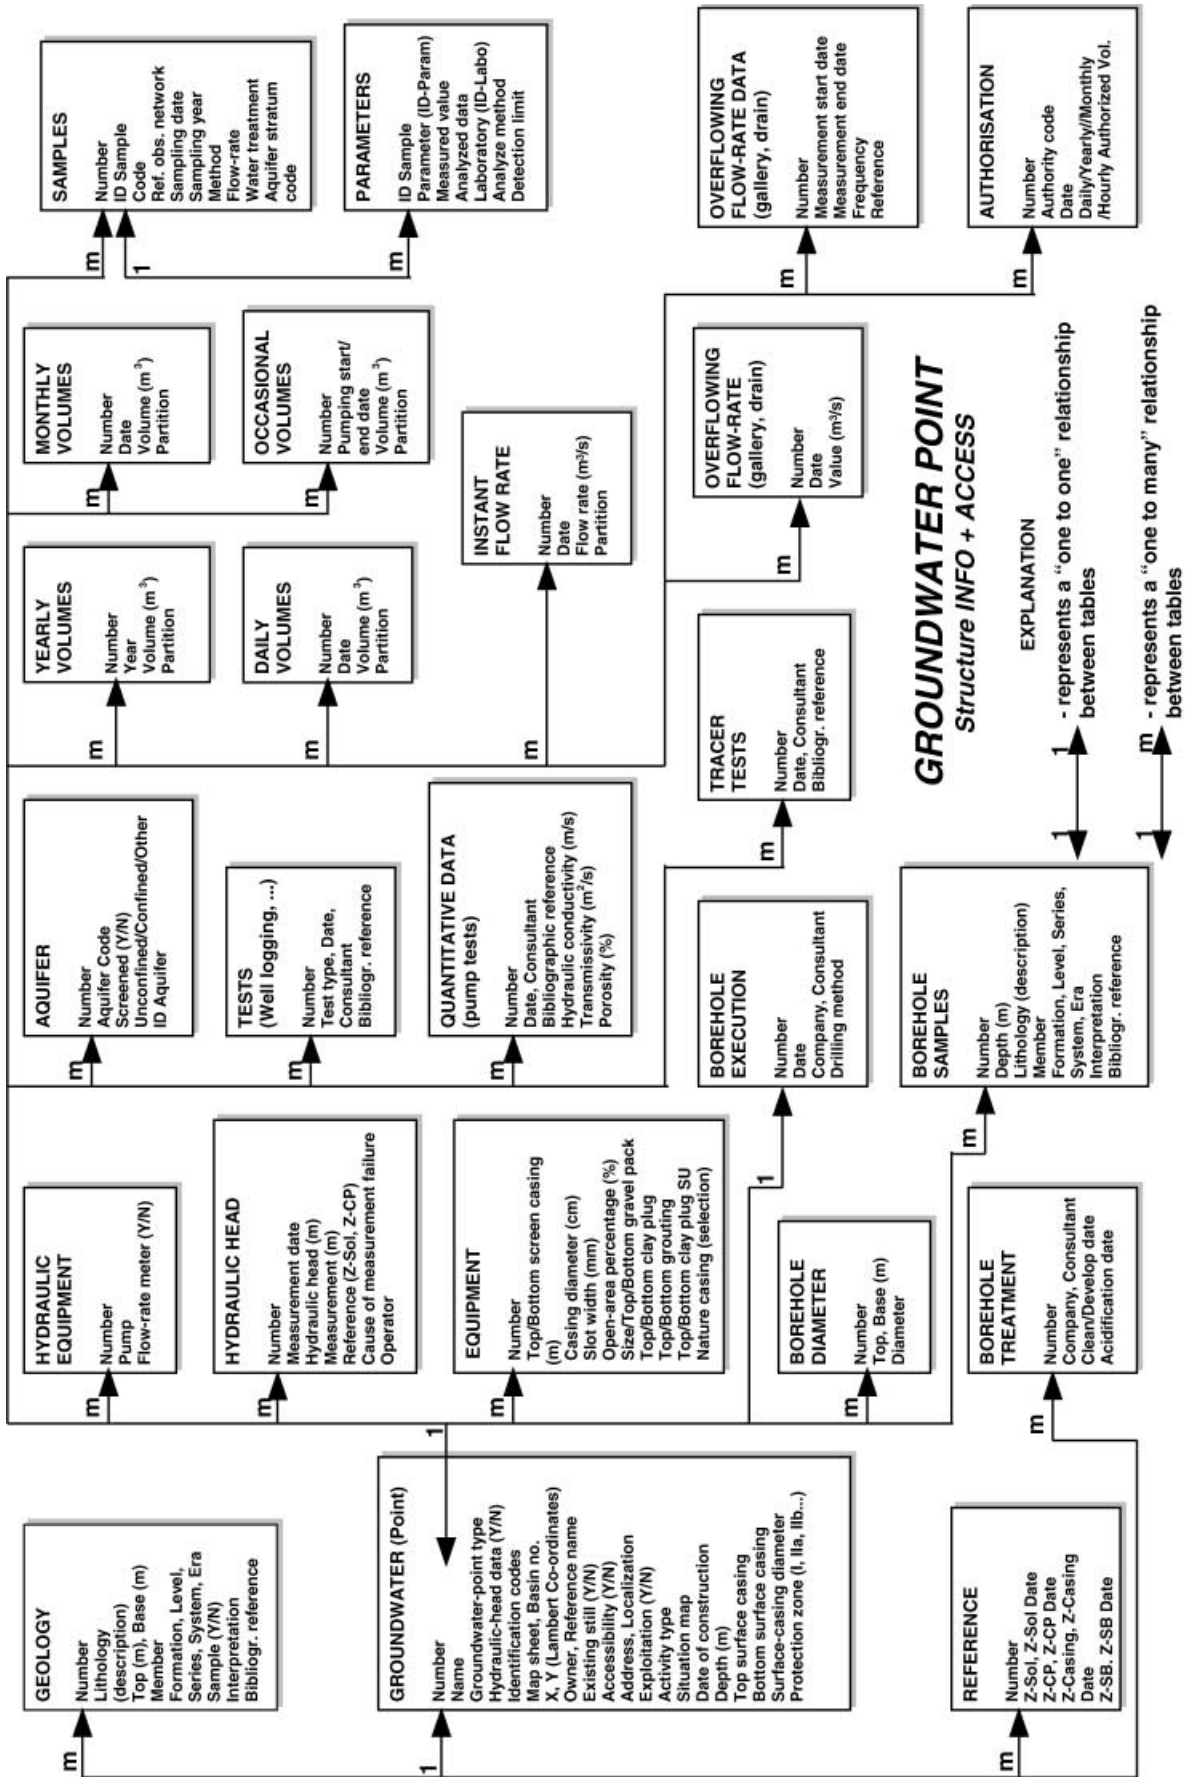 GEOLOGY
Number
Lithology
(description)
Top (m), Base (m)
Member
Formation, Level,
Series, System, Era
Sample (Y/N)
Interpretation
Bibliogr. reference
m
GROUNDWATER (Point)
Number
Name
Groundwater-point type
Hydraulic-head data (Y/N)
Identification codes
Map sheet, Basin no.
X, Y (Lambert Co-ordinates)
Owner, Reference name
Existing still (Y/N)
Accessibility (Y/N)
Address, Localization
Exploitation (Y/N)
Activity type
Situation map
Date of construction
Depth (m)
Top surface casing
Bottom surface casing
Surface-casing diameter
Protection zone (I, IIa, IIb...)
1
1
REFERENCE
Number
Z-Sol, Z-Sol Date
Z-CP, Z-CP Date
Z-Casing, Z-Casing
Date
Z-SB. Z-SB Date
m
HYDRAULIC
EQUIPMENT
Number
Pump
Flow-rate meter (Y/N)
m
HYDRAULIC HEAD
Number
Measurement date
Hydraulic head (m)
Measurement (m)
Reference (Z-Sol, Z-CP)
Cause of measurement failure
Operator
m
EQUIPMENT
Number
Top/Bottom screen casing
(m)
Casing diameter (cm)
Slot width (mm)
Open-area percentage (%)
Size/Top/Bottom gravel pack
Top/Bottom clay plug
Top/Bottom grouting
Top/Bottom clay plug SU
Nature casing (selection)
m
BOREHOLE
DIAMETER
Number
Top, Base (m)
Diameter
m
BOREHOLE
TREATMENT
Number
Company, Consultant
Clean/Develop date
Acidification date
m
AQUIFER
Number
Aquifer Code
Screened (Y/N)
Unconfined/Confined/Other
ID Aquifer
m
TESTS
(Well logging, ...)
Number
Test type, Date,
Consultant
Bibliogr. reference
m
QUANTITATIVE DATA
(pump tests)
Number
Date, Consultant
Bibliographic reference
Hydraulic conductivity (m/s)
Transmissivity (m²/s)
Porosity (%)
m
BOREHOLE
EXECUTION
Number
Date
Company, Consultant
Drilling method
1
BOREHOLE
SAMPLES
Number
Depth (m)
Lithology (description)
Member
Formation, Level, Series,
System, Era
Interpretation
Bibliogr. reference
m
TRACER
TESTS
Number
Date, Consultant
Bibliogr. reference
m
YEARLY
VOLUMES
Number
Year
Volume (m³)
Partition
m
DAILY
VOLUMES
Number
Date
Volume (m³)
Partition
m
MONTHLY
VOLUMES
Number
Date
Volume (m³)
Partition
m
OCCASIONAL
VOLUMES
Number
Pumping start/
end date
Volume (m³)
Partition
m
INSTANT
FLOW RATE
Number
Date
Flow rate (m³/s)
Partition
m
OVERFLOWING
FLOW-RATE
(gallery, drain)
Number
Date
Value (m³/s)
m
SAMPLES
Number
ID Sample
Code
Ref. obs. network
Sampling date
Sampling year
Method
Flow-rate
Water treatment
Aquifer stratum
code
m
1
PARAMETERS
ID Sample
Parameter (ID-Param)
Measured value
Analyzed data
Laboratory (ID-Labo)
Analyze method
Detection limit
m
OVERFLOWING
FLOW-RATE DATA
(gallery, drain)
Number
Measurement start date
Measurement end date
Frequency
Reference
m
AUTHORISATION
Number
Authority code
Date
Daily/Yearly//Monthly
/Hourly Authorized Vol.
m
GROUNDWATER POINT
Structure INFO + ACCESS
EXPLANATION
1 1 - represents a “one to one” relationship
between tables
1 m - represents a “one to many” relationship
between tables